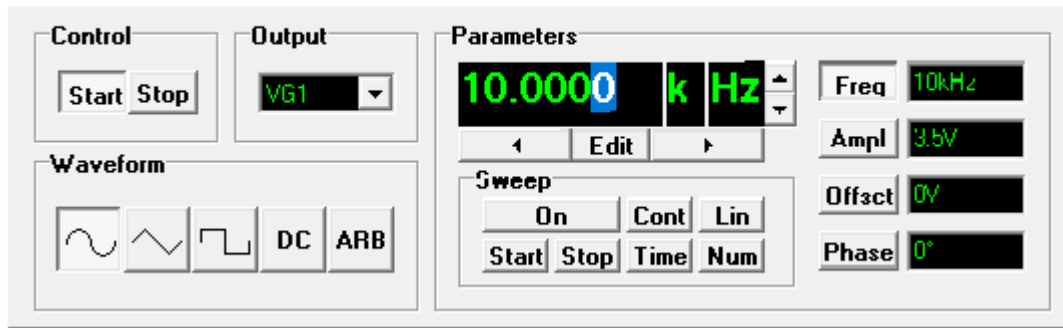 Control
Start Stop
Output
VG1
Waveform
DC ARB
Parameters
10.0000 k Hz
Edit
Sweep
On Cont Lin
Start Stop Time Num
Freq 10kHz
Ampl 3.5V
Offset 0V
Phase 0°